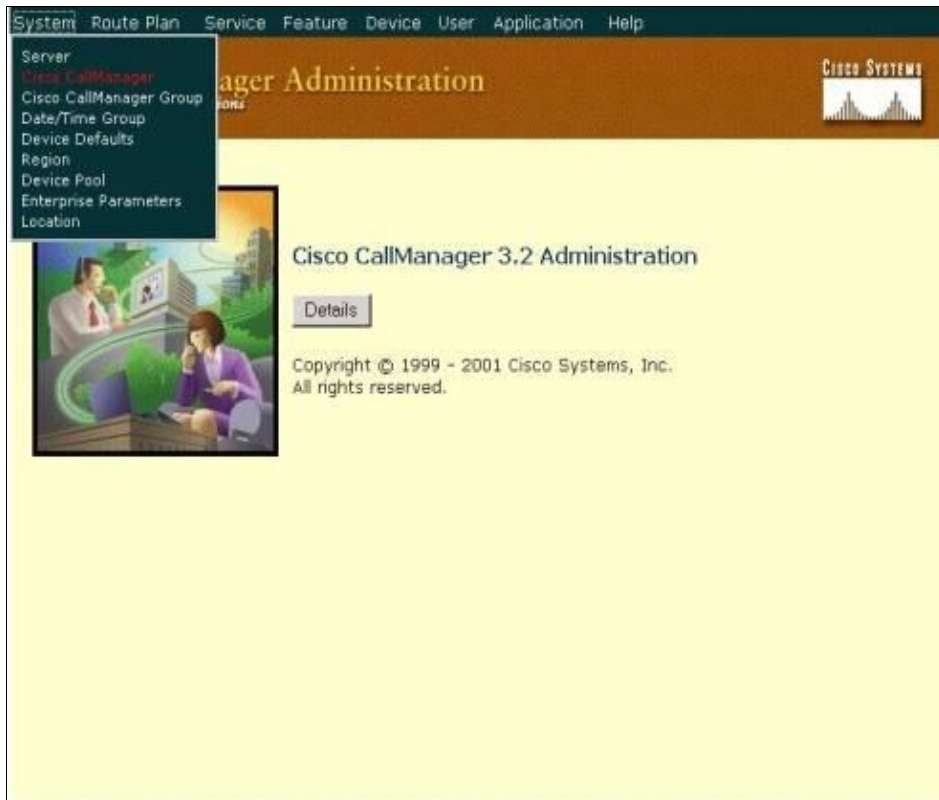 System Route Plan Service Feature Device User Application Help
Server
Cisco CallManager
Cisco CallManager Group
Date/Time Group
Device Defaults
Region
Device Pool
Enterprise Parameters
Location
ager Administration
ions
CISCO SYSTEMS
Cisco CallManager 3.2 Administration
Details
Copyright © 1999 - 2001 Cisco Systems, Inc.
All rights reserved.